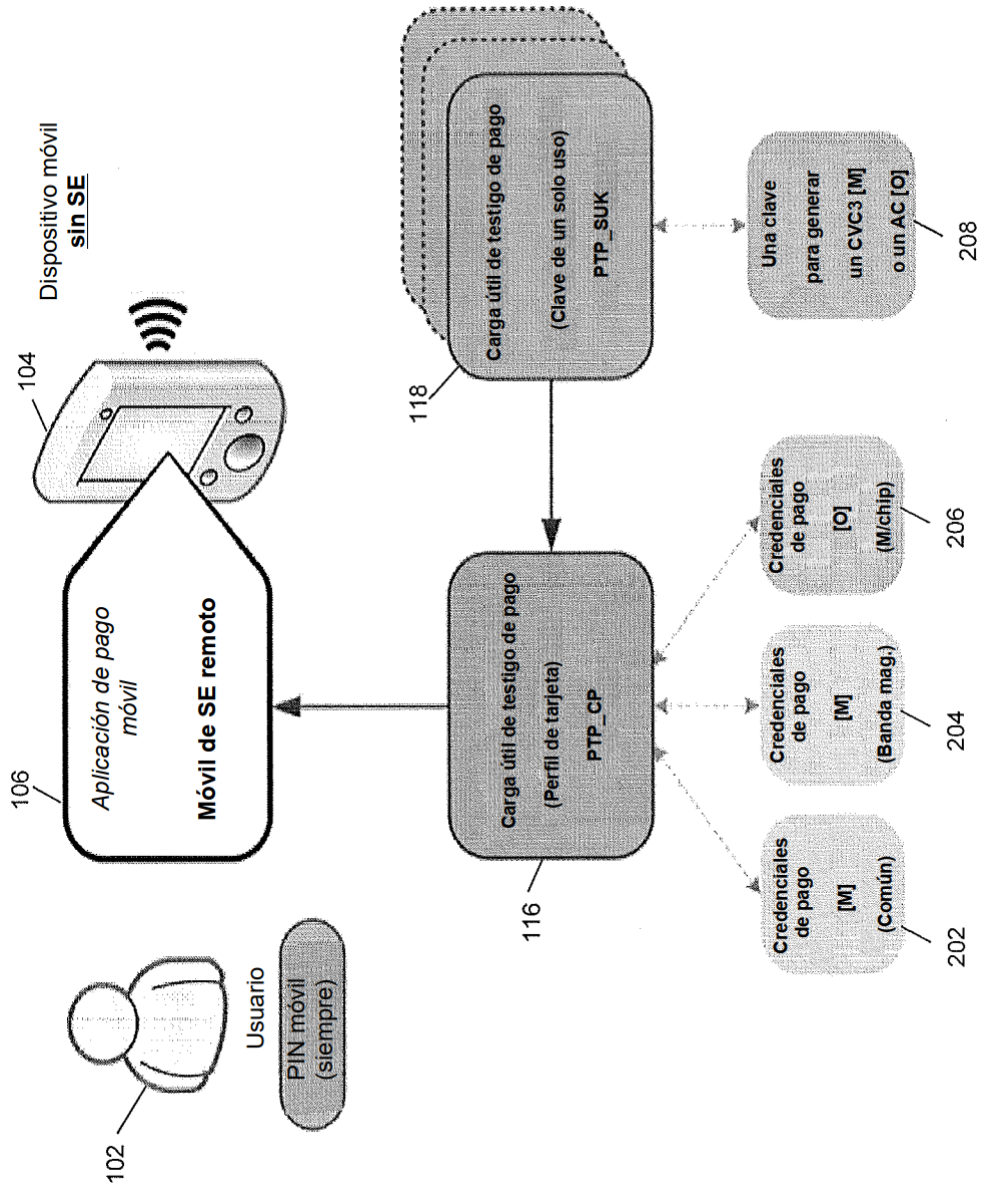 102
Usuario
PIN móvil
(siempre)
106
Aplicación de pago
móvil
Móvil de SE remoto
104
Dispositivo móvil
sin SE
116
Carga útil de testigo de pago
(Perfil de tarjeta)
PTP_CP
118
Carga útil de testigo de pago
(Clave de un solo uso)
PTP_SUK
Credenciales
de pago
[M]
(Común)
202
Credenciales
de pago
[M]
(Banda mag.)
204
Credenciales
de pago
[O]
(M/chip)
206
Una clave
para generar
un CVC3 [M]
o un AC [O]
208